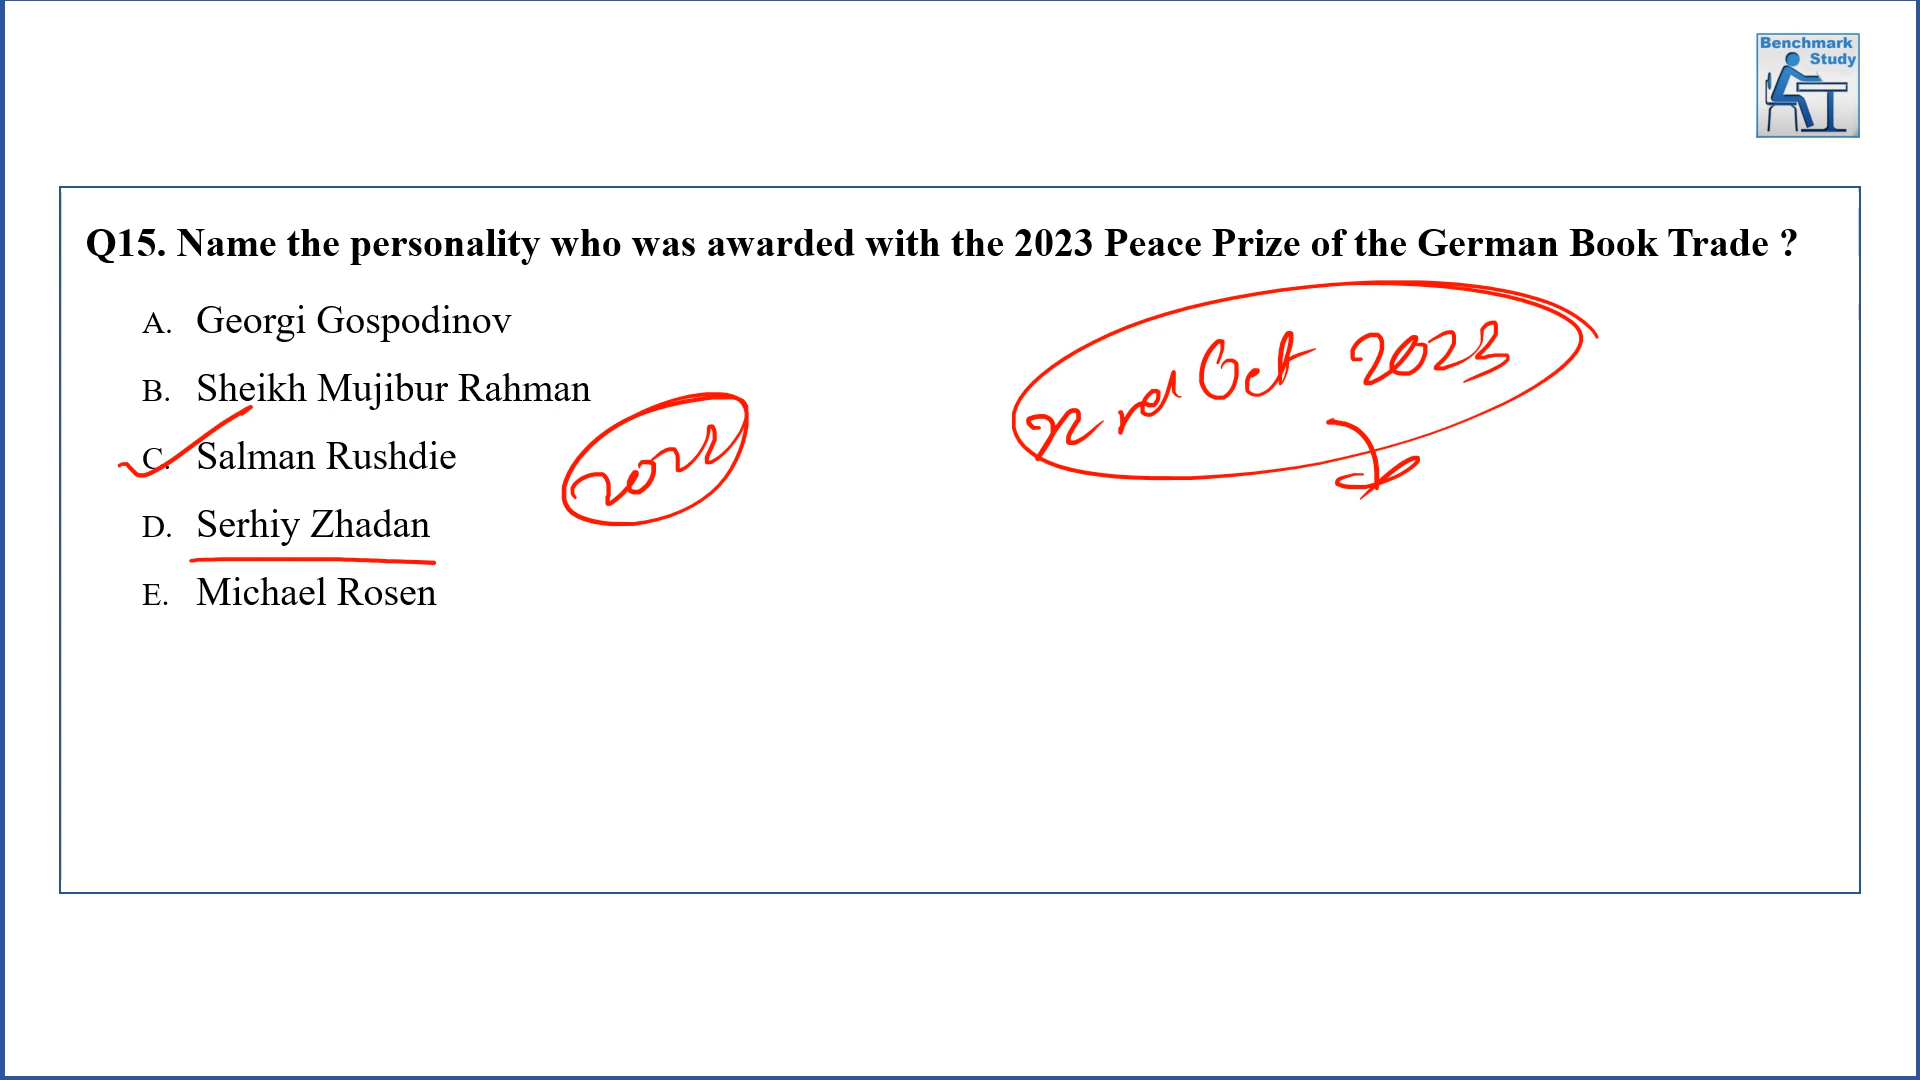 Benchmark
Study
Q15. Name the personality who was awarded with the 2023 Peace Prize of the German Book Trade ?
A. Georgi Gospodinov
B. Sheikh Mujibur Rahman
C. Salman Rushdie
D. Serhiy Zhadan
E. Michael Rosen
2022
22rd Oct 2023